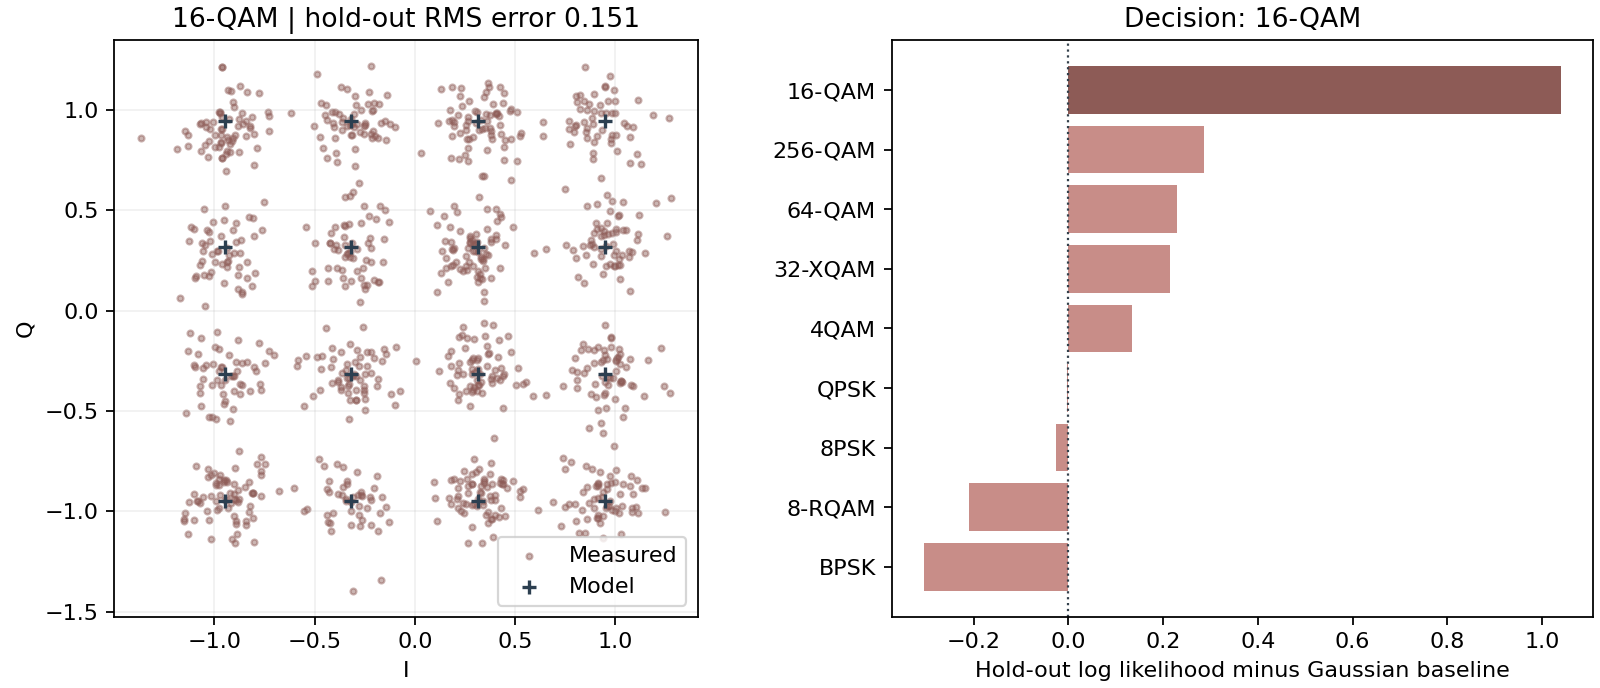 16-QAM | hold-out RMS error 0.151
1.0
0.5
0.0
−0.5
−1.0
−1.5
Q
−1.0
−0.5
0.0
0.5
1.0
I
Measured
Model
Decision: 16-QAM
16-QAM
256-QAM
64-QAM
32-XQAM
4QAM
QPSK
8PSK
8-RQAM
BPSK
−0.2
0.0
0.2
0.4
0.6
0.8
1.0
Hold-out log likelihood minus Gaussian baseline